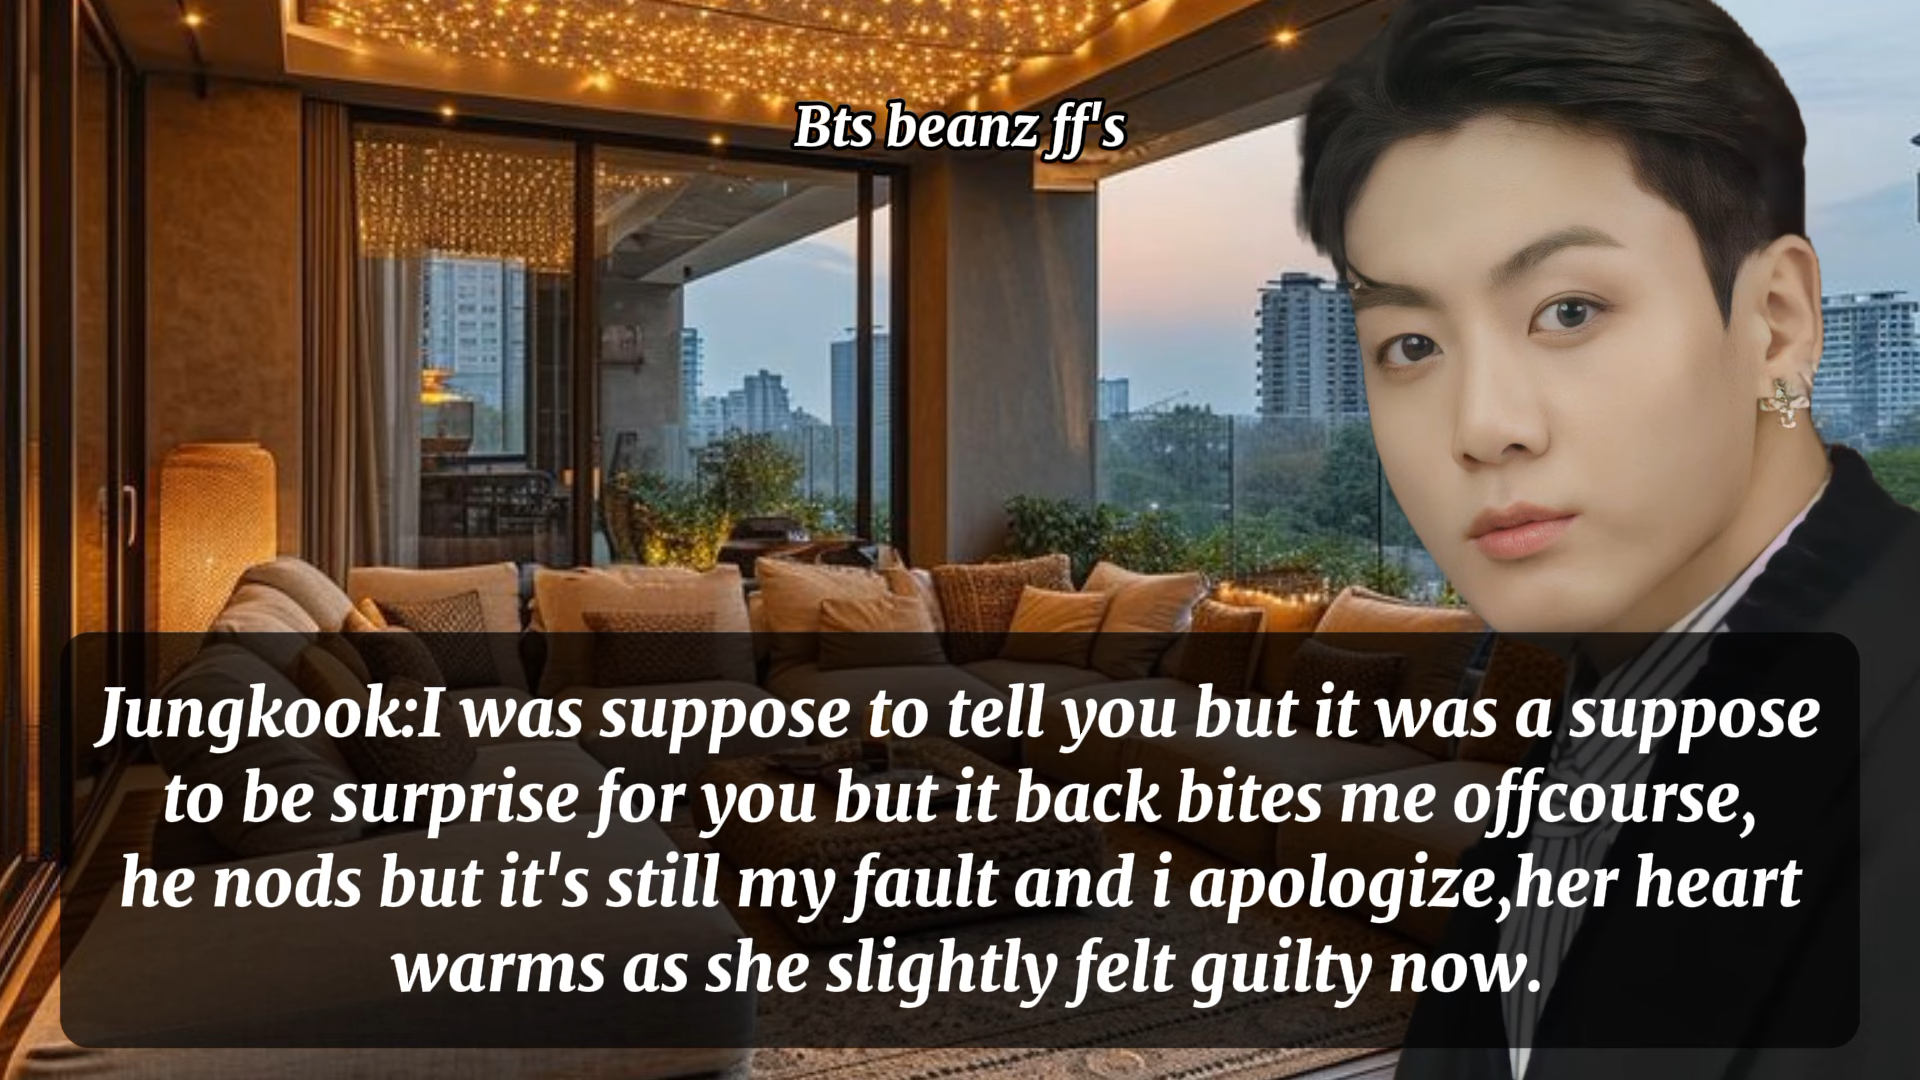 Bts beanz ff's
Jungkook:I was suppose to tell you but it was a suppose
to be surprise for you but it back bites me offcourse,
he nods but it's still my fault and i apologize,her heart
warms as she slightly felt guilty now.